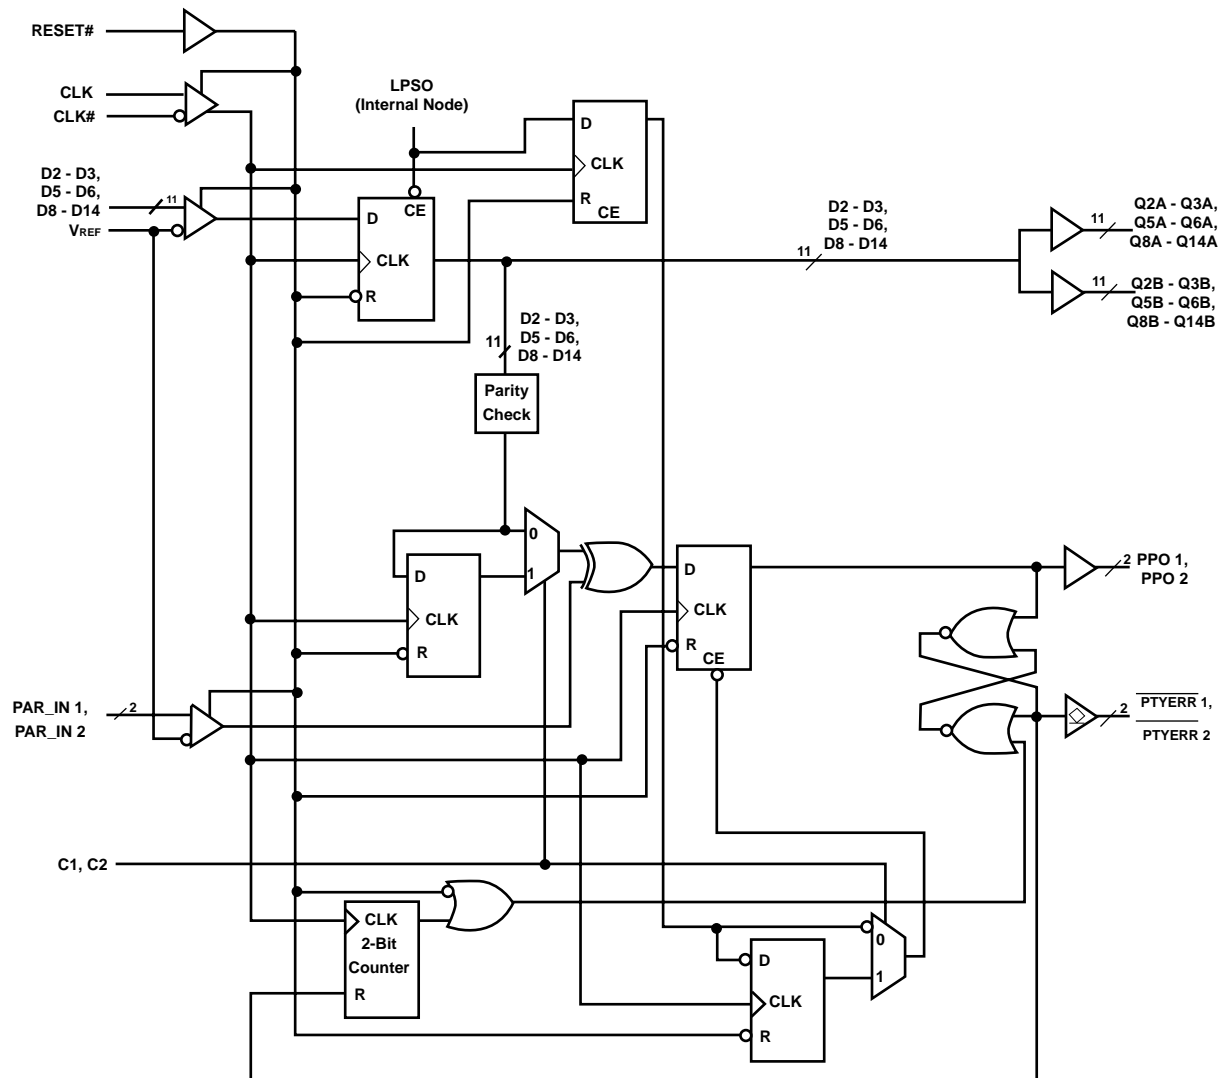 RESET#
CLK
CLK#
LPSO
(Internal Node)
D
CLK
R
CE
D2 - D3,
D5 - D6,
D8 - D14
11
VREF
D
CE
CLK
R
D2 - D3,
D5 - D6,
D8 - D14
11
11
Q2A - Q3A,
Q5A - Q6A,
Q8A - Q14A
11
Q2B - Q3B,
Q5B - Q6B,
Q8B - Q14B
D2 - D3,
D5 - D6,
D8 - D14
11
Parity
Check
0
1
D
CLK
R
D
CLK
R
CE
2
PPO 1,
PPO 2
PAR_IN 1,
PAR_IN 2
2
2
PTYERR 1,
PTYERR 2
C1, C2
CLK
2-Bit
Counter
R
0
1
D
CLK
R